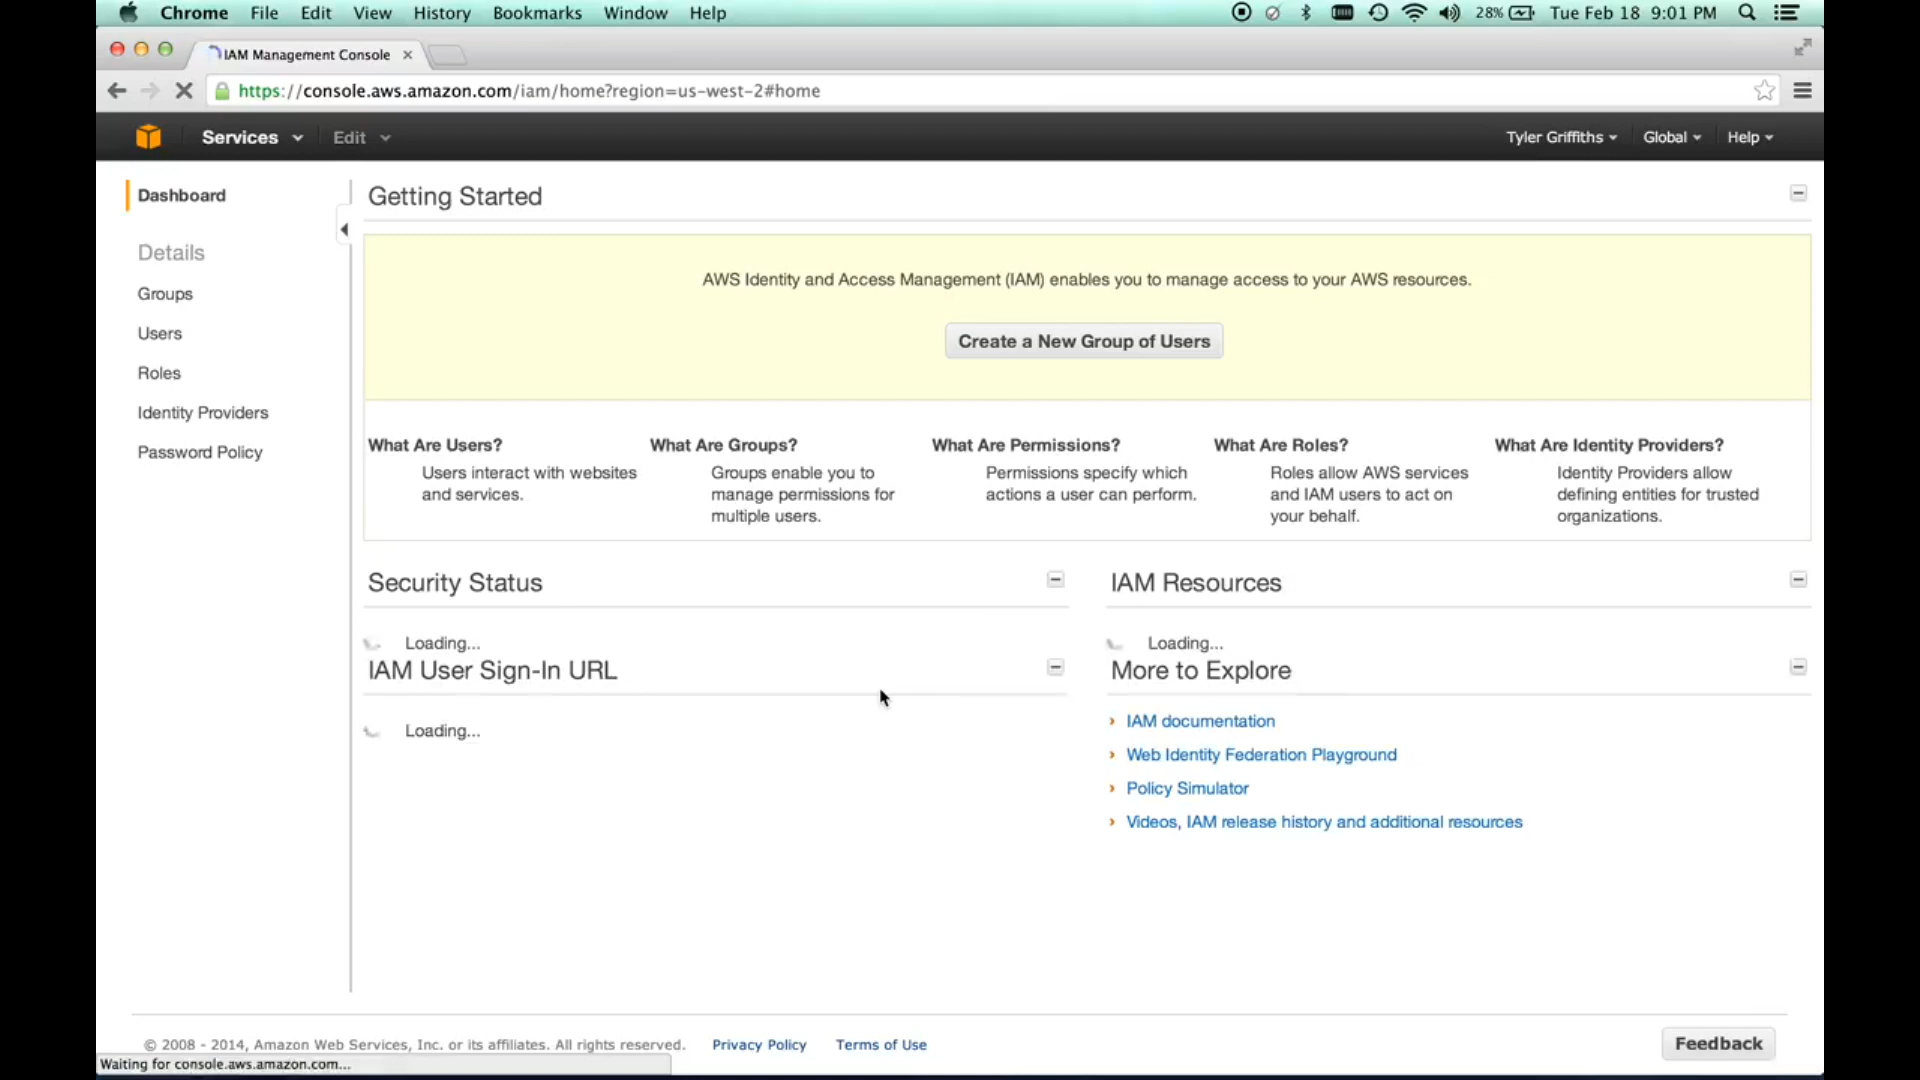 Chrome File Edit View History Bookmarks Window Help 28% Tue Feb 18 9:01 PM
IAM Management Console
https://console.aws.amazon.com/iam/home?region=us-west-2#home
Services Edit Tyler Griffiths Global Help
Dashboard
Details
Groups
Users
Roles
Identity Providers
Password Policy
Getting Started
AWS Identity and Access Management (IAM) enables you to manage access to your AWS resources.
Create a New Group of Users
What Are Users?
Users interact with websites
and services.
What Are Groups?
Groups enable you to
manage permissions for
multiple users.
What Are Permissions?
Permissions specify which
actions a user can perform.
What Are Roles?
Roles allow AWS services
and IAM users to act on
your behalf.
What Are Identity Providers?
Identity Providers allow
defining entities for trusted
organizations.
Security Status
Loading...
IAM User Sign-In URL
Loading...
IAM Resources
Loading...
More to Explore
IAM documentation
Web Identity Federation Playground
Policy Simulator
Videos, IAM release history and additional resources
© 2008 - 2014, Amazon Web Services, Inc. or its affiliates. All rights reserved. Privacy Policy Terms of Use Feedback
Waiting for console.aws.amazon.com...